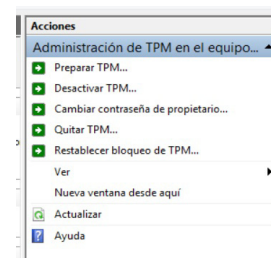 Acciones
Administración de TPM en el equipo...
Preparar TPM...
Desactivar TPM...
Cambiar contraseña de propietario...
Quitar TPM...
Restablecer bloqueo de TPM...
Ver
Nueva ventana desde aquí
Actualizar
Ayuda